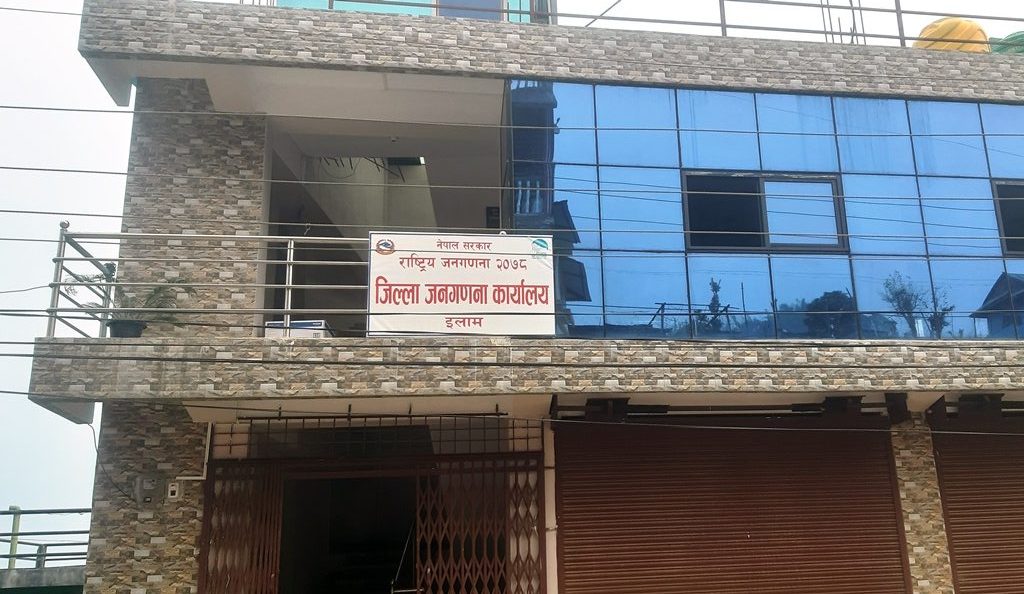 नेपाल सरकार
राष्ट्रिय जनगणना २०७८
जिल्ला जनगणना कार्यालय
इलाम